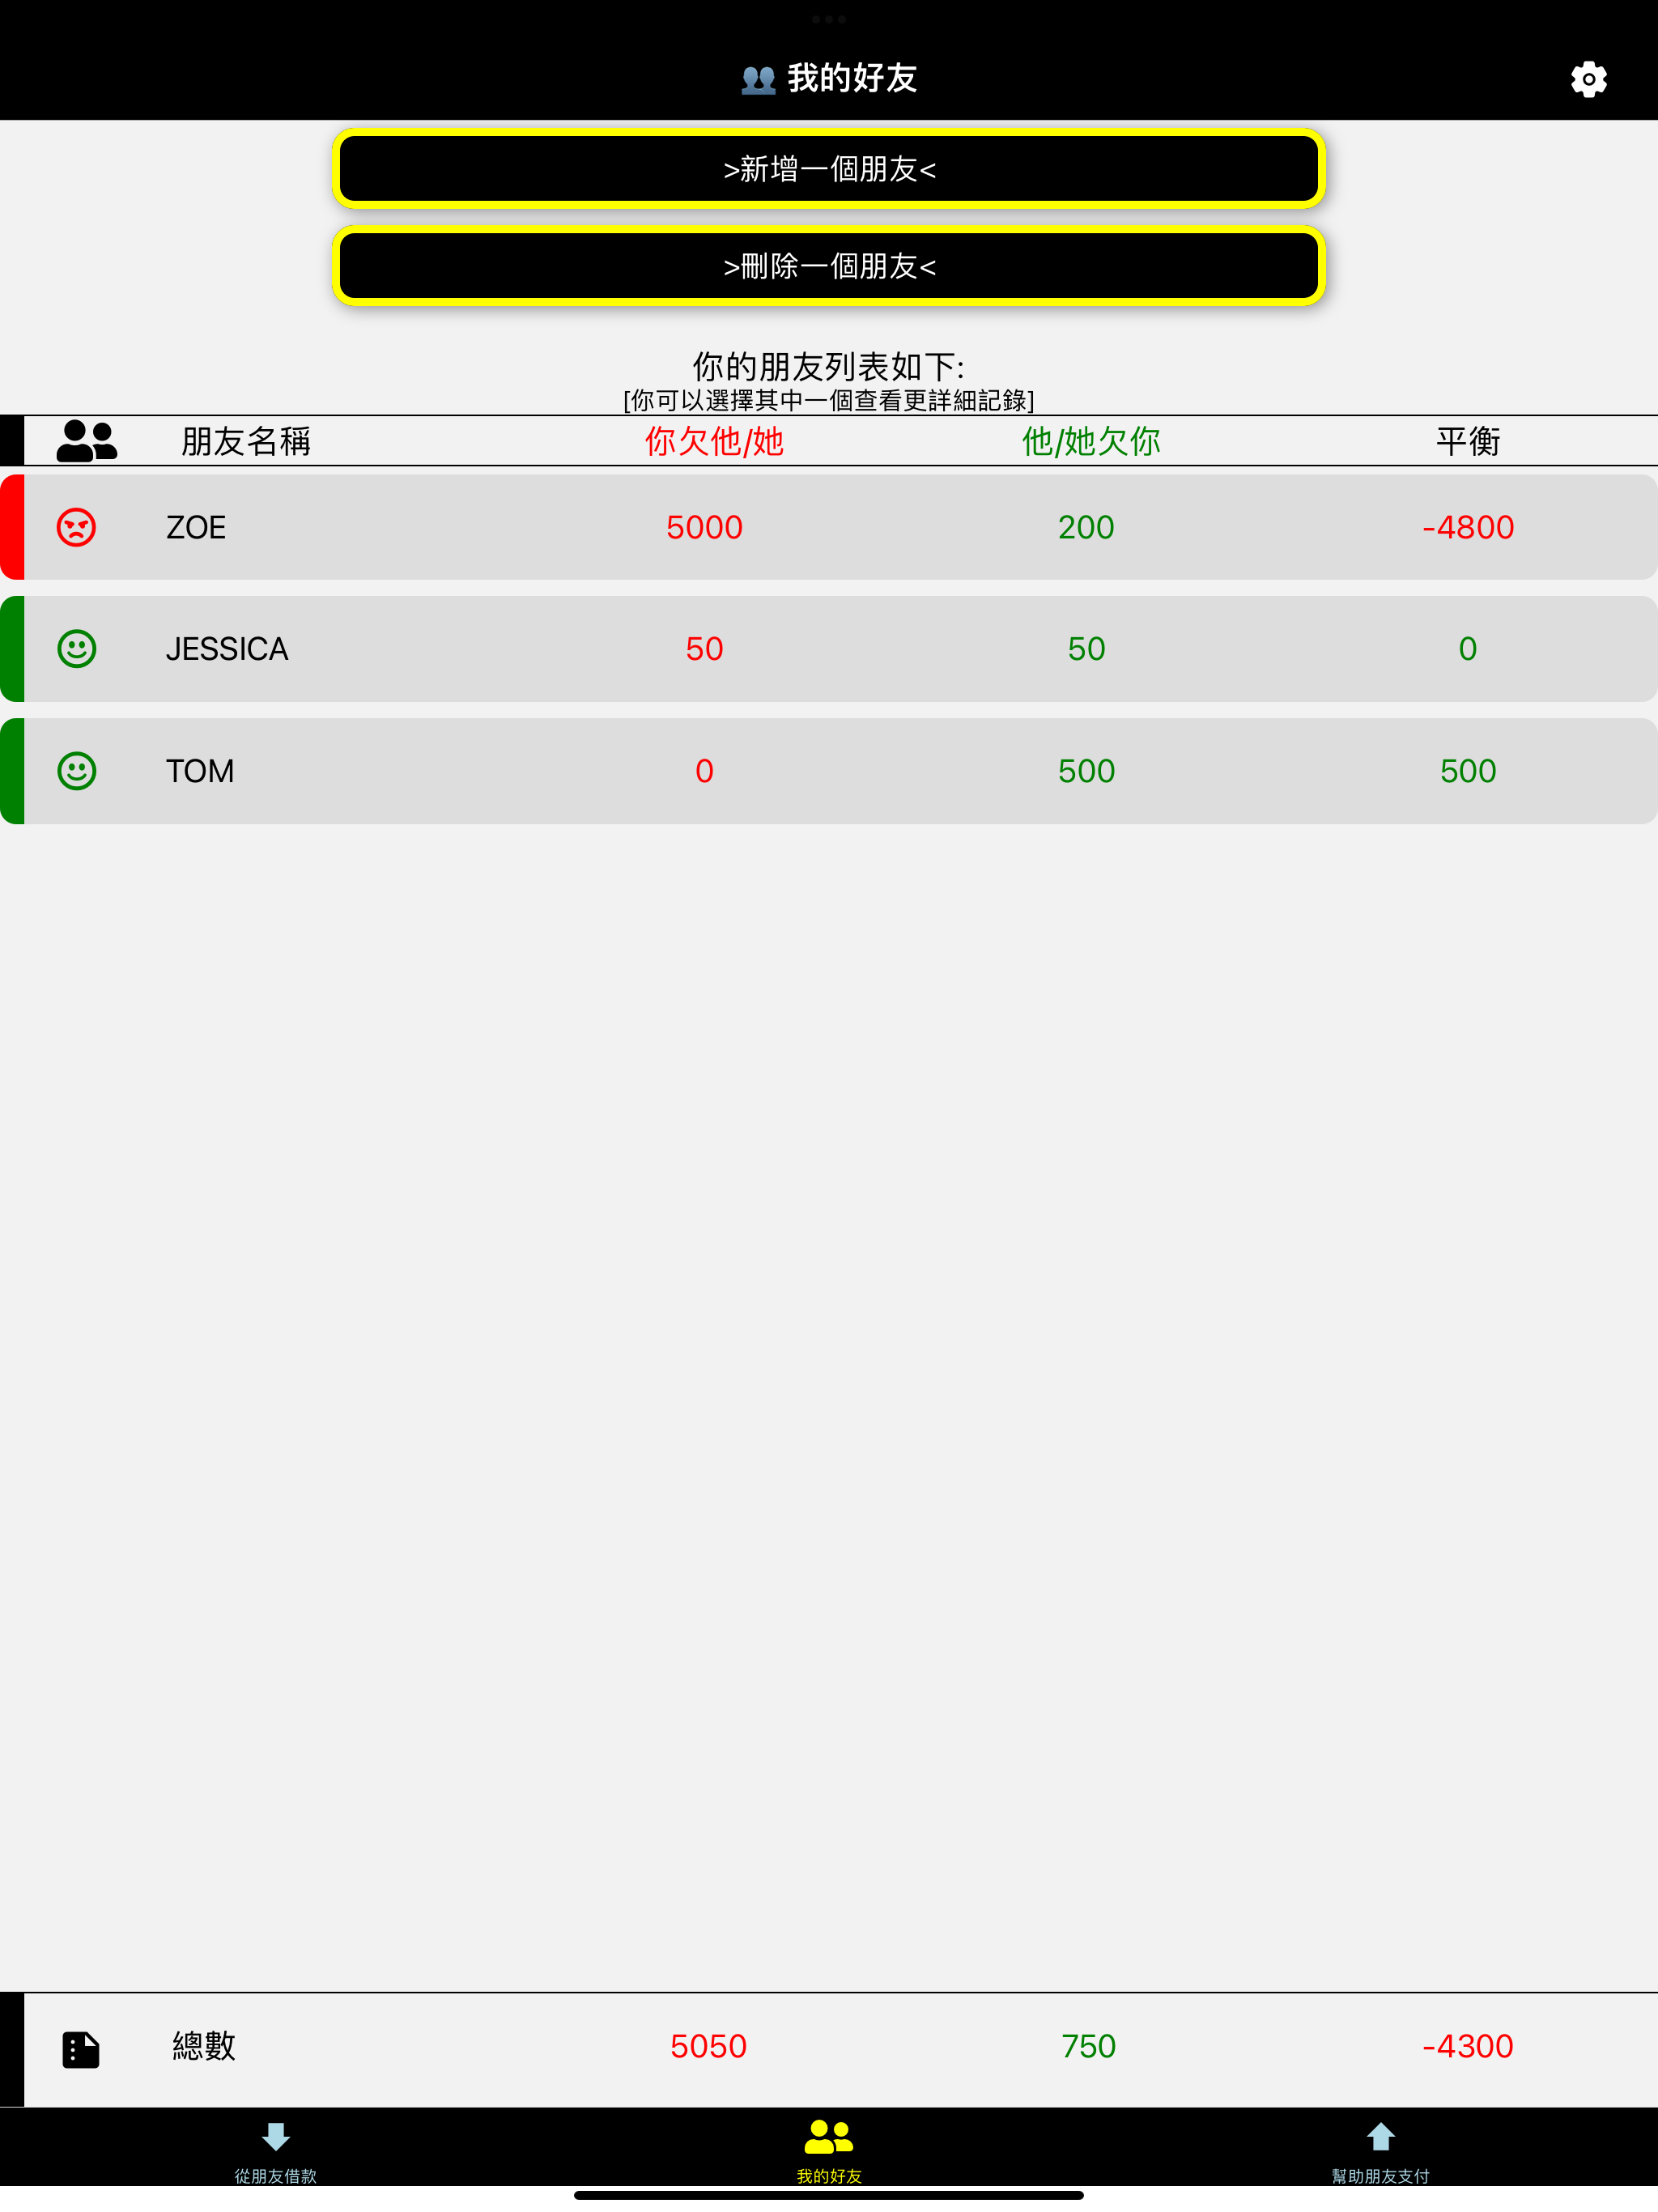 👥 我的好友
>新增一個朋友<
>刪除一個朋友<
你的朋友列表如下:
[你可以選擇其中一個查看更詳細記錄]
朋友名稱 你欠他/她 他/她欠你 平衡
ZOE 5000 200 -4800
JESSICA 50 50 0
TOM 0 500 500
總數 5050 750 -4300
從朋友借款 我的好友 幫助朋友支付